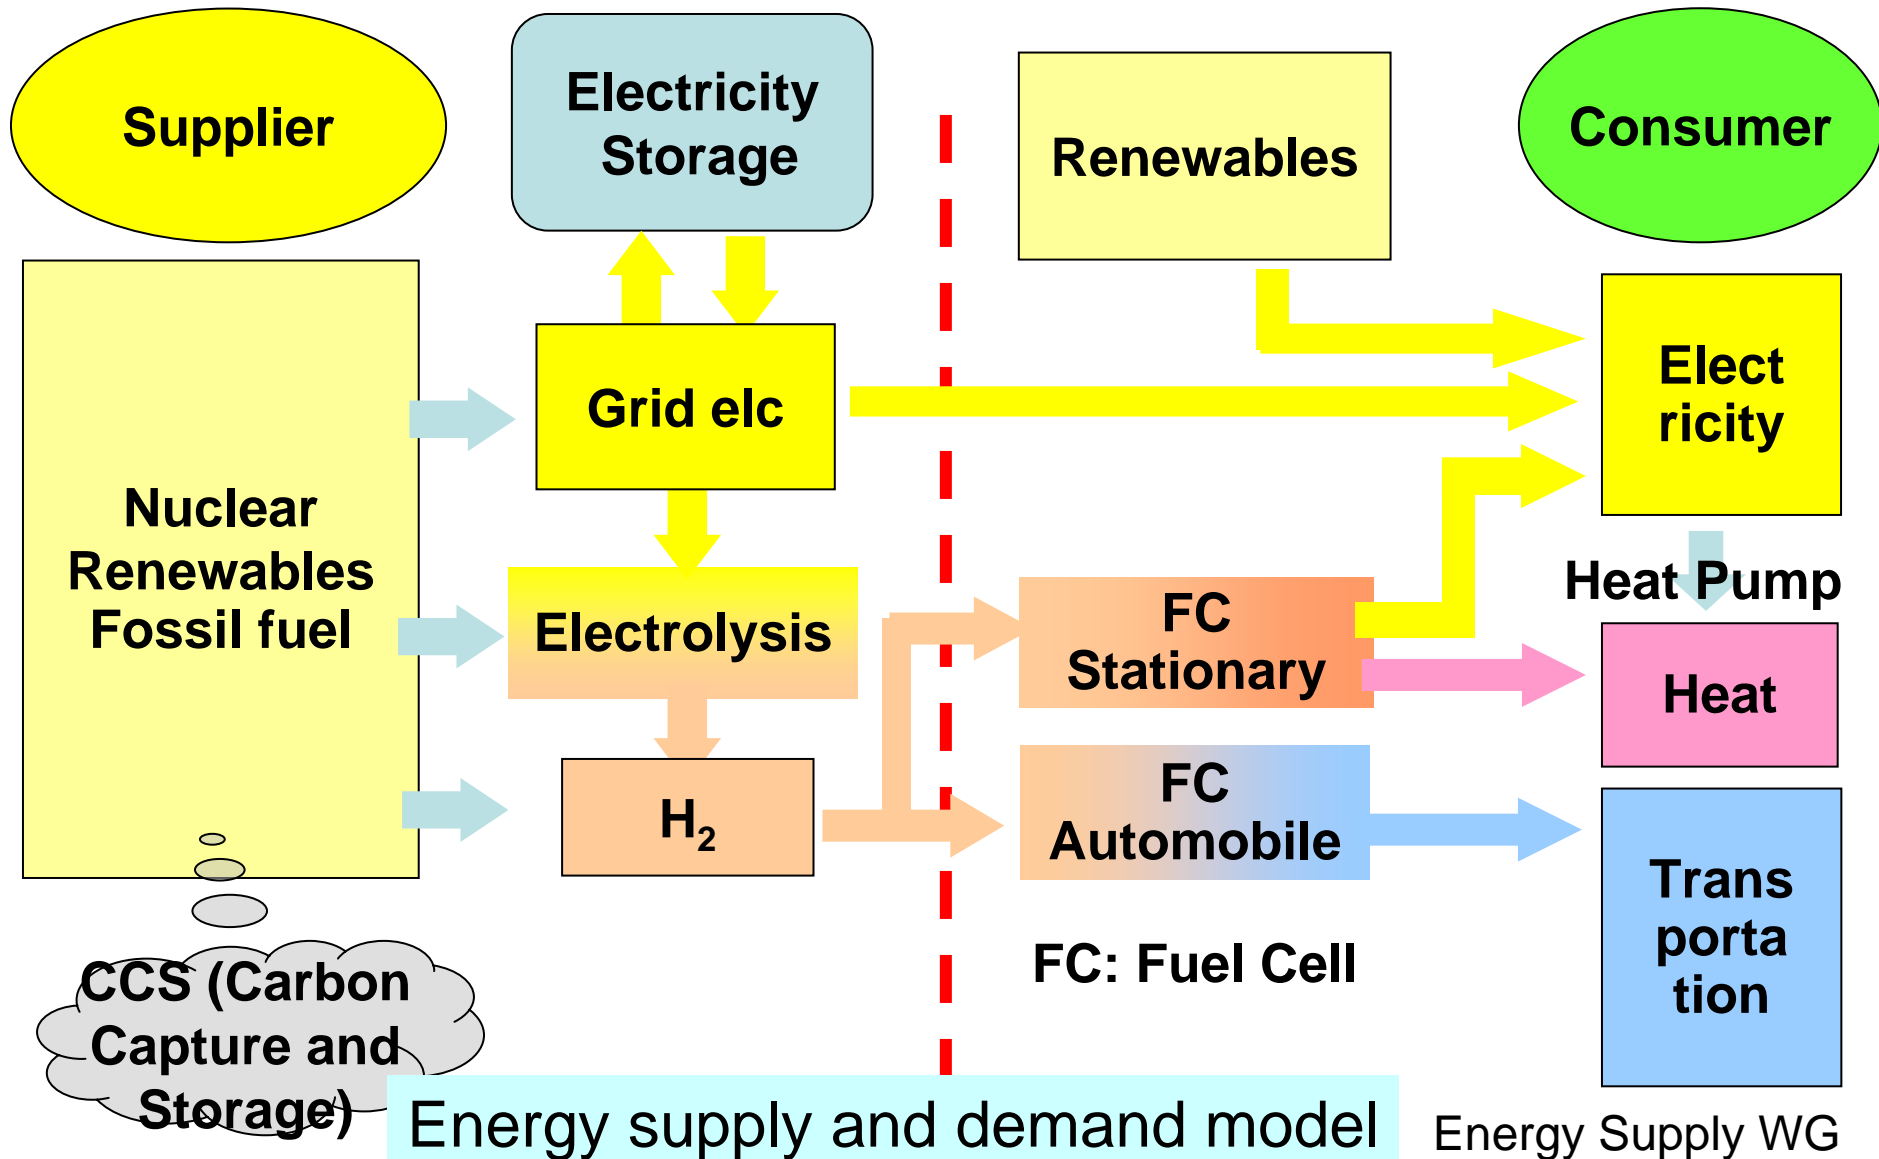 Supplier
Electricity
Storage
Renewables
Consumer
Nuclear
Renewables
Fossil fuel
Grid elc
Elect
ricity
Electrolysis
FC
Stationary
Heat Pump
Heat
H₂
FC
Automobile
Trans
porta
tion
CCS (Carbon
Capture and
Storage)
FC: Fuel Cell
Energy supply and demand model
Energy Supply WG